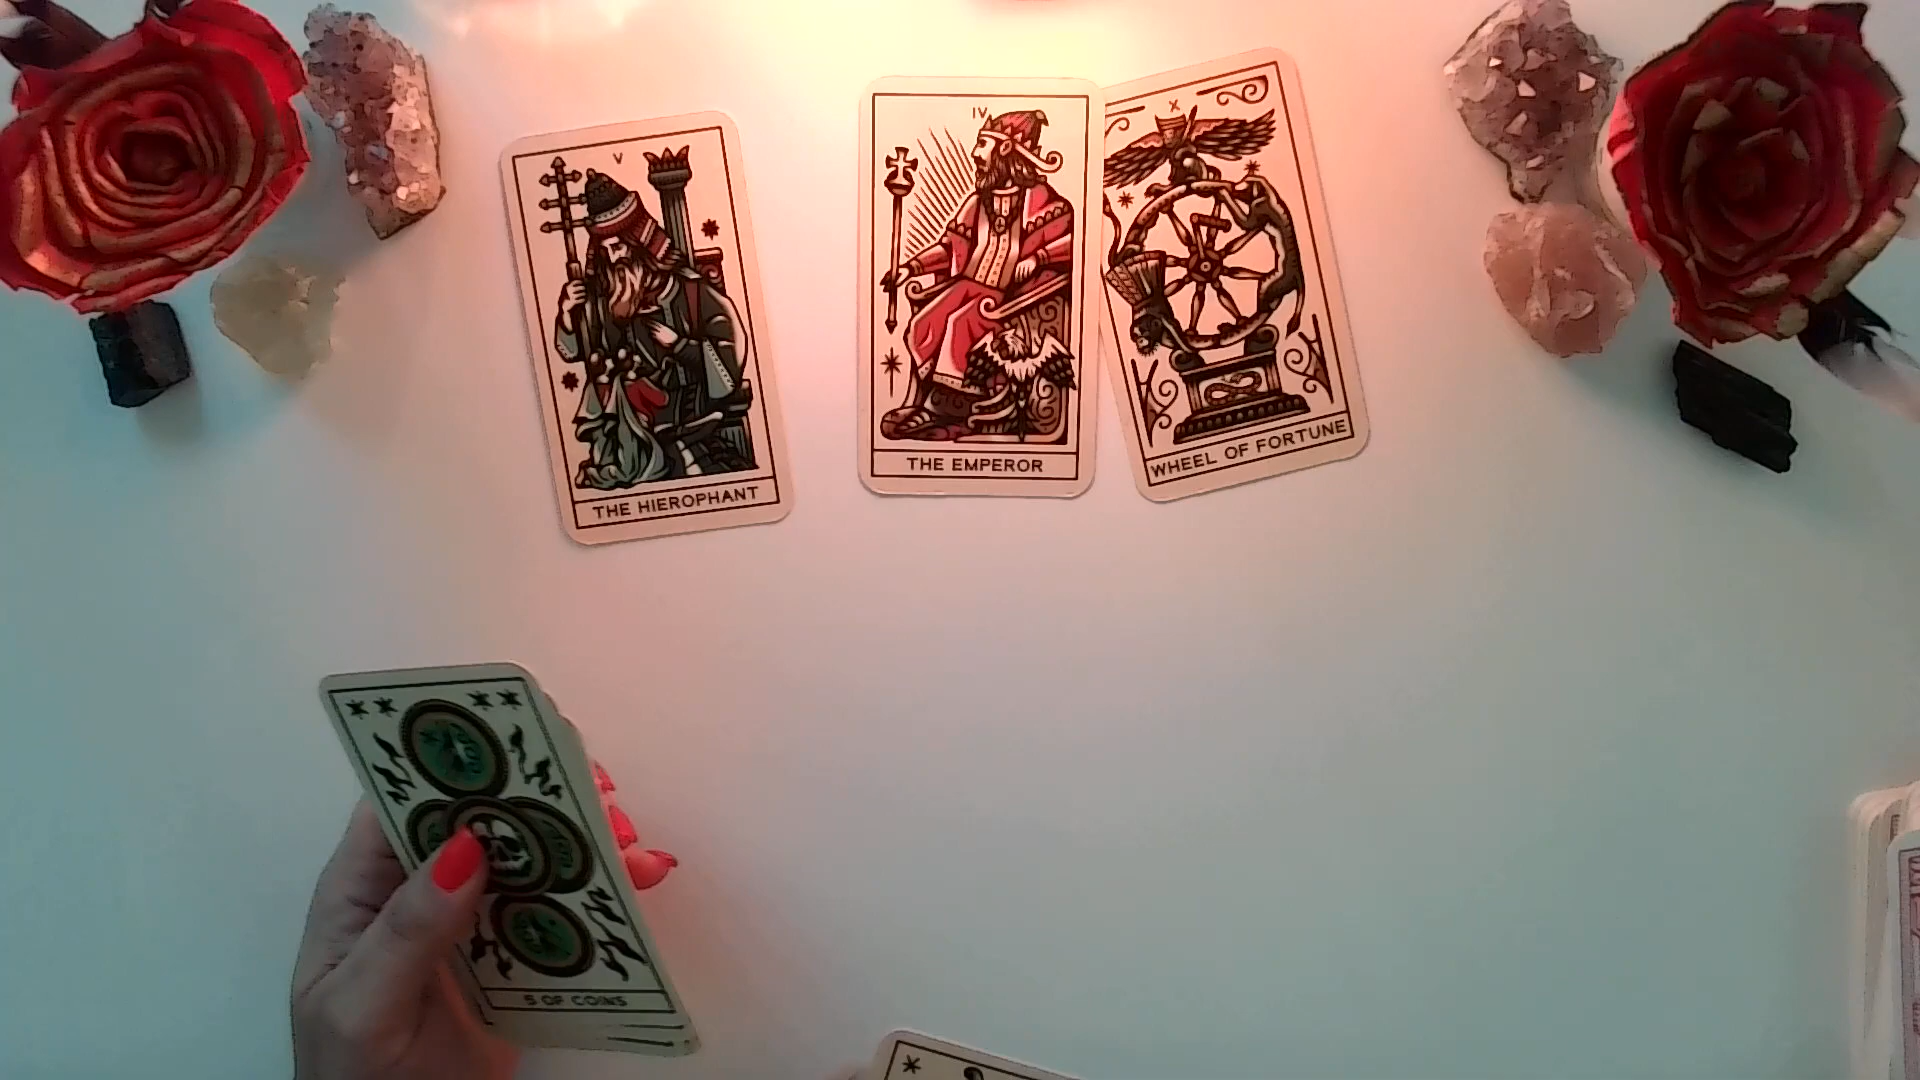 V
THE HIEROPHANT
IV
THE EMPEROR
X
WHEEL OF FORTUNE
5 OF COINS